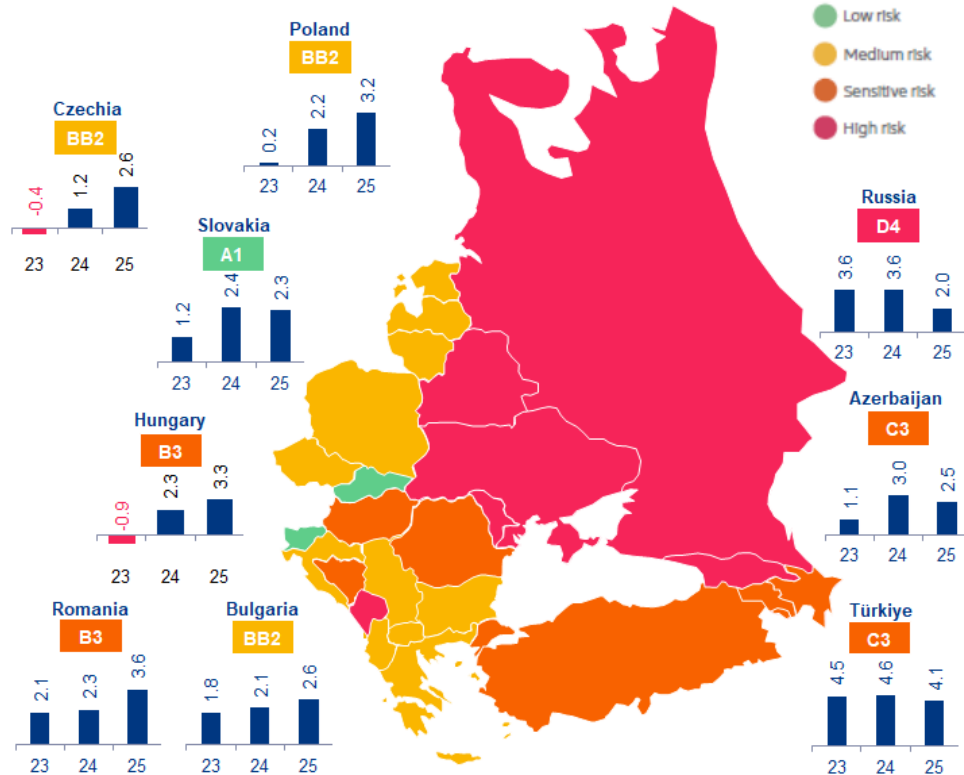 Low risk
Medium risk
Sensitive risk
High risk
Poland
BB2
0.2
2.2
3.2
23
24
25
Czechia
BB2
-0.4
1.2
2.6
23
24
25
Slovakia
A1
1.2
2.4
2.3
23
24
25
Russia
D4
3.6
3.6
2.0
23
24
25
Hungary
B3
-0.9
2.3
3.3
23
24
25
Azerbaijan
C3
1.1
3.0
2.5
23
24
25
Romania
B3
2.1
2.3
3.6
23
24
25
Bulgaria
BB2
1.8
2.1
2.6
23
24
25
Türkiye
C3
4.5
4.6
4.1
23
24
25